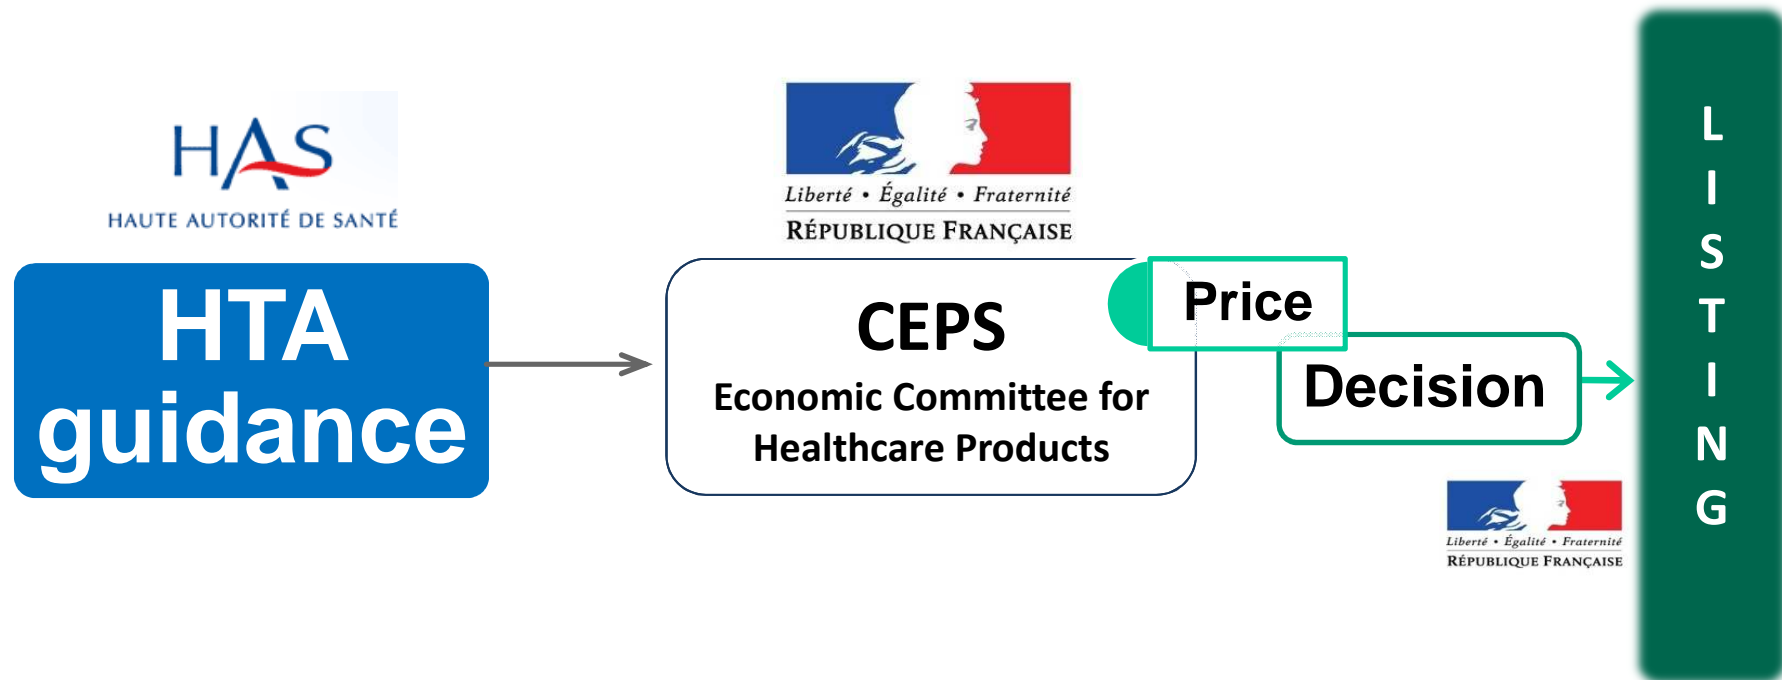 HAS
HAUTE AUTORITÉ DE SANTÉ
HTA
guidance
Liberté • Égalité • Fraternité
RÉPUBLIQUE FRANÇAISE
CEPS
Economic Committee for
Healthcare Products
Price
Decision
Liberté • Égalité • Fraternité
RÉPUBLIQUE FRANÇAISE
L
I
S
T
I
N
G